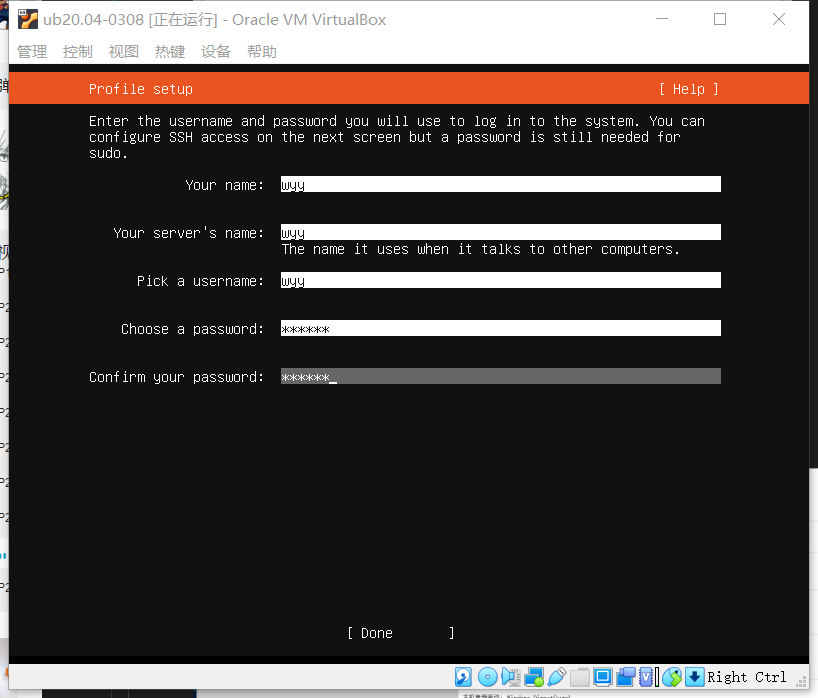 ub20.04-0308 [正在运行] - Oracle VM VirtualBox
管理 控制 视图 热键 设备 帮助
Profile setup [ Help ]
Enter the username and password you will use to log in to the system. You can
configure SSH access on the next screen but a password is still needed for
sudo.
Your name: wyy
Your server's name: wyy
The name it uses when it talks to other computers.
Pick a username: wyy
Choose a password: ******
Confirm your password: ******_
[ Done ]
Right Ctrl